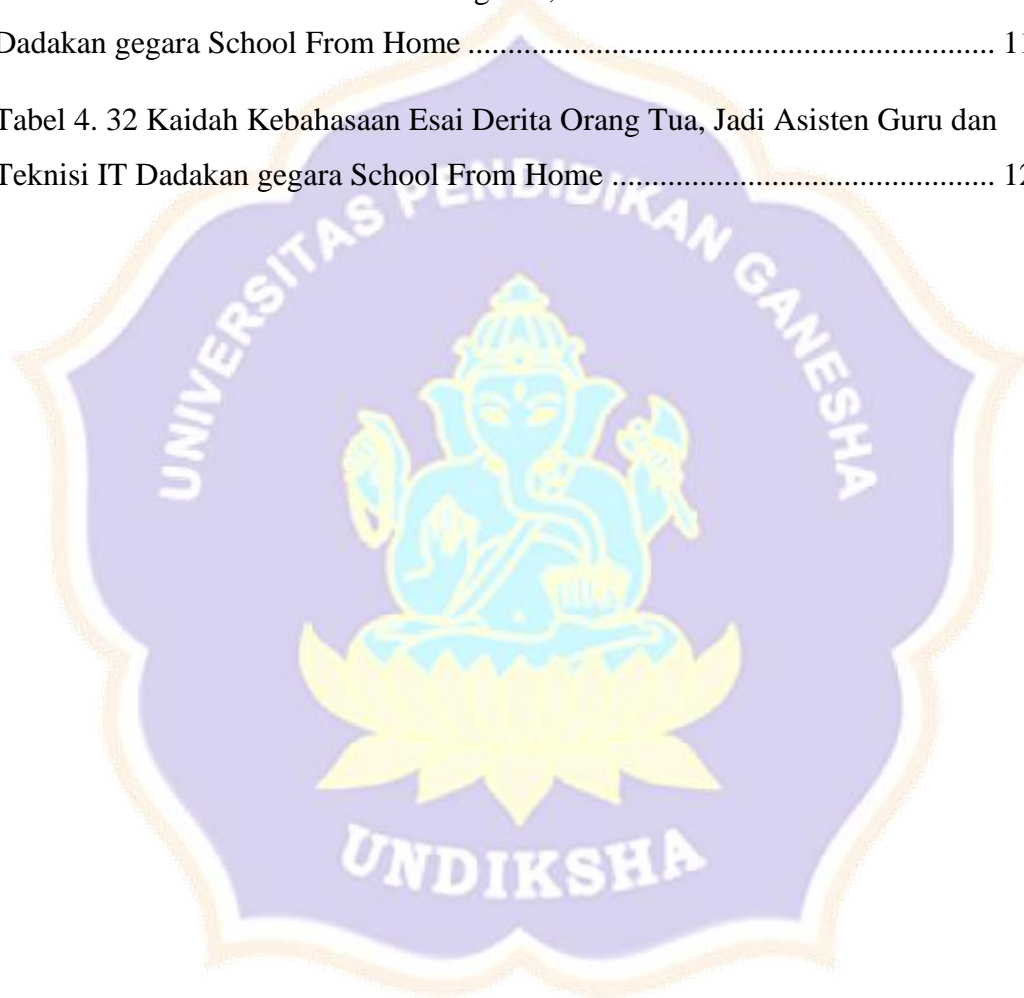 Dadakan gegara School From Home .................................................................. 11
Tabel 4. 32 Kaidah Kebahasaan Esai Derita Orang Tua, Jadi Asisten Guru dan
Teknisi IT Dadakan gegara School From Home ................................................ 12
UNIVERSITAS PENDIDIKAN GANESHA
UNDIKSHA